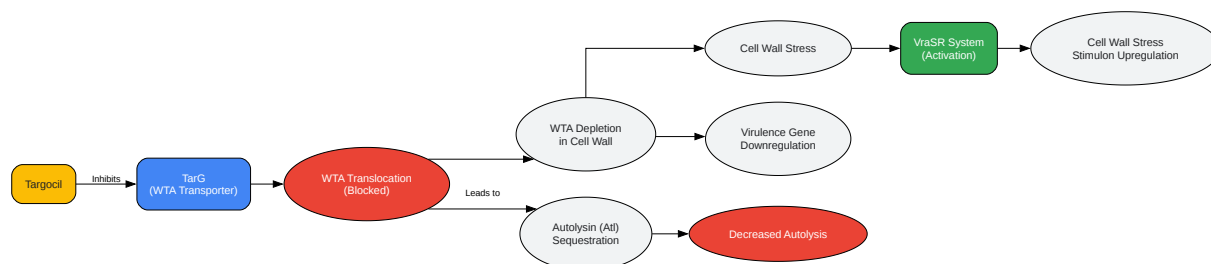 Targocil
Inhibits
TarG
(WTA Transporter)
WTA Translocation
(Blocked)
Leads to
WTA Depletion
in Cell Wall
Cell Wall Stress
VraSR System
(Activation)
Cell Wall Stress
Stimulon Upregulation
Virulence Gene
Downregulation
Autolysin (Atl)
Sequestration
Decreased Autolysis